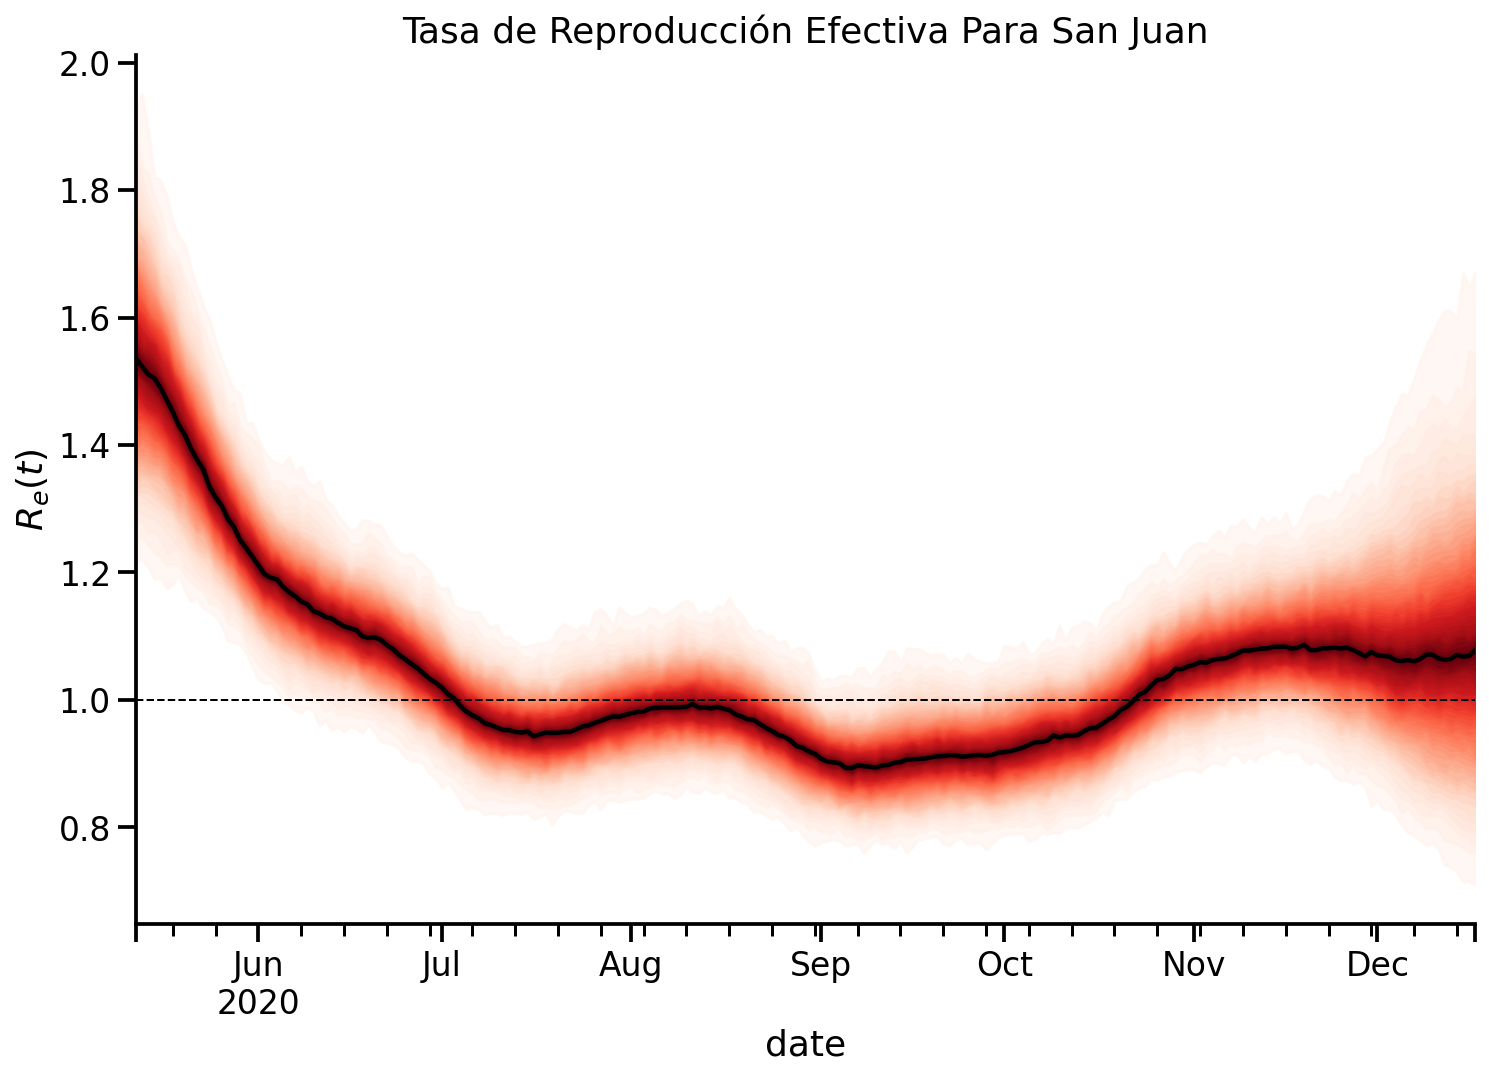 Tasa de Reproducción Efectiva Para San Juan
2.0
1.8
1.6
1.4
1.2
1.0
0.8
Re(t)
Jun Jul Aug Sep Oct Nov Dec
2020
date